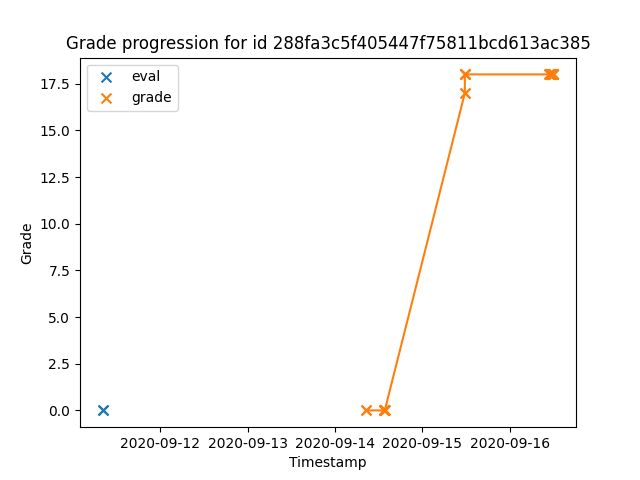 Grade progression for id 288fa3c5f405447f75811bcd613ac385
eval
grade
17.5
15.0
12.5
10.0
7.5
5.0
2.5
0.0
Grade
2020-09-12 2020-09-13 2020-09-14 2020-09-15 2020-09-16
Timestamp